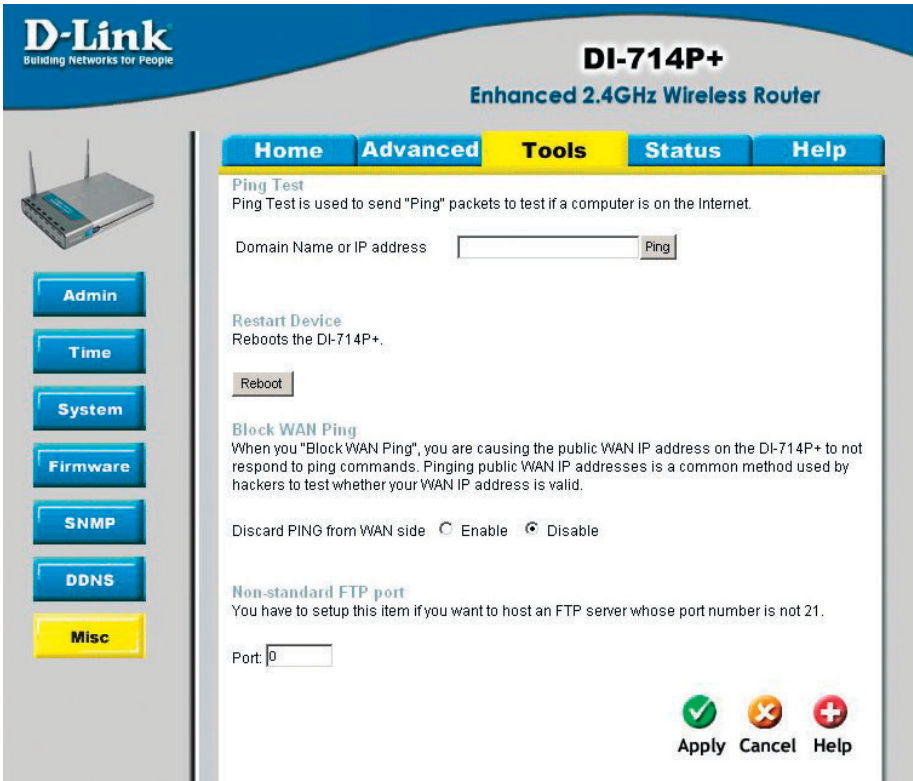 D-Link
Building Networks for People
DI-714P+
Enhanced 2.4GHz Wireless Router
Home
Advanced
Tools
Status
Help
Admin
Time
System
Firmware
SNMP
DDNS
Misc
Ping Test
Ping Test is used to send "Ping" packets to test if a computer is on the Internet.
Domain Name or IP address
Ping
Restart Device
Reboots the DI-714P+.
Reboot
Block WAN Ping
When you "Block WAN Ping", you are causing the public WAN IP address on the DI-714P+ to not
respond to ping commands. Pinging public WAN IP addresses is a common method used by
hackers to test whether your WAN IP address is valid.
Discard PING from WAN side Enable Disable
Non-standard FTP port
You have to setup this item if you want to host an FTP server whose port number is not 21.
Port: 0
Apply Cancel Help